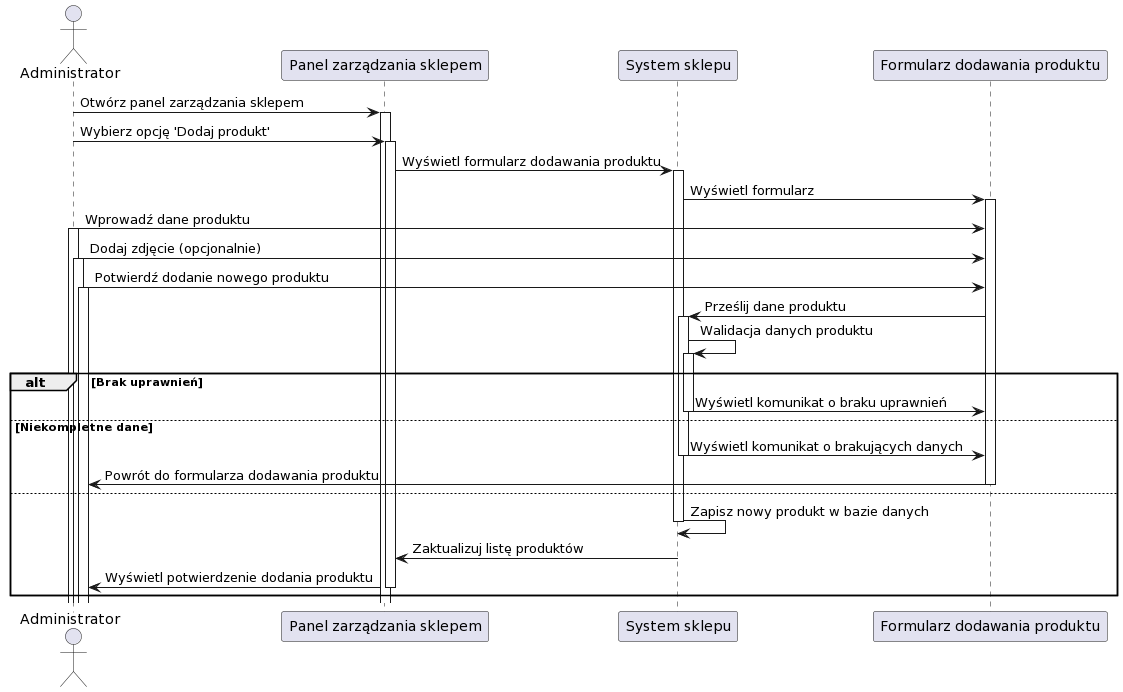 Administrator
Panel zarządzania sklepem
System sklepu
Formularz dodawania produktu
Otwórz panel zarządzania sklepem
Wybierz opcję 'Dodaj produkt'
Wyświetl formularz dodawania produktu
Wyświetl formularz
Wprowadź dane produktu
Dodaj zdjęcie (opcjonalnie)
Potwierdź dodanie nowego produktu
Prześlij dane produktu
Walidacja danych produktu
alt
[Brak uprawnień]
Wyświetl komunikat o braku uprawnień
[Niekompletne dane]
Wyświetl komunikat o brakujących danych
Powrót do formularza dodawania produktu
Zapisz nowy produkt w bazie danych
Zaktualizuj listę produktów
Wyświetl potwierdzenie dodania produktu
Administrator
Panel zarządzania sklepem
System sklepu
Formularz dodawania produktu